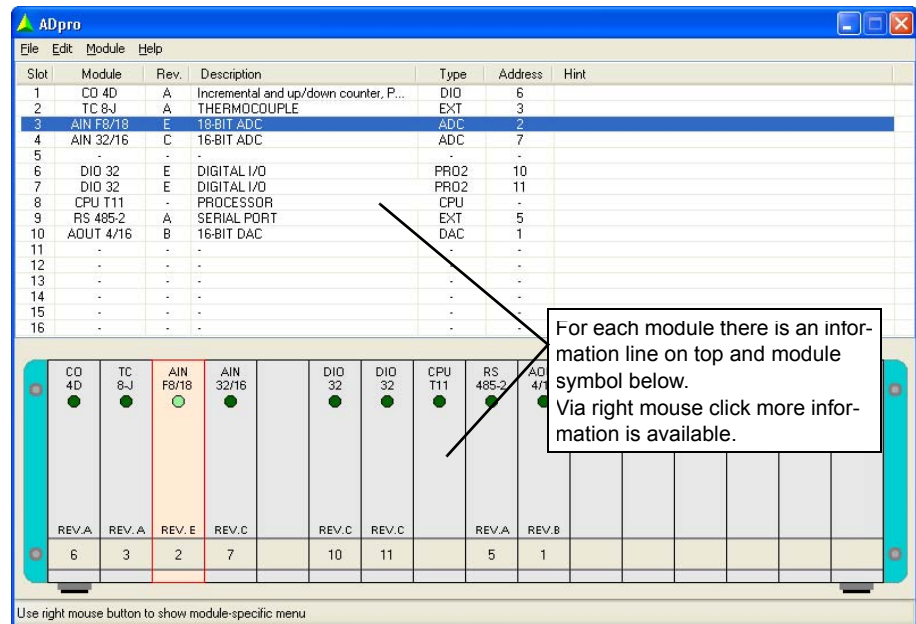 ADpro
File Edit Module Help
Slot Module Rev. Description Type Address Hint
1 CO 4D A Incremental and up/down counter, P... DIO 6
2 TC 8-J A THERMOCOUPLE EXT 3
3 AIN F8/18 E 18-BIT ADC ADC 2
4 AIN 32/16 C 16-BIT ADC ADC 7
5 - - - - -
6 DIO 32 E DIGITAL I/O PRO2 10
7 DIO 32 E DIGITAL I/O PRO2 11
8 CPU T11 - PROCESSOR CPU -
9 RS 485-2 A SERIAL PORT EXT 5
10 AOUT 4/16 B 16-BIT DAC DAC 1
11 - - - - -
12 - - - - -
13 - - - - -
14 - - - - -
15 - - - - -
16 - - - - -
For each module there is an infor-
mation line on top and module
symbol below.
Via right mouse click more infor-
mation is available.
CO TC AIN AIN DIO DIO CPU RS
4D 8-J F8/18 32/16 32 32 T11 485-2
REV.A REV.A REV.E REV.C REV.C REV.C REV.A REV.B
6 3 2 7 10 11 5 1
Use right mouse button to show module-specific menu